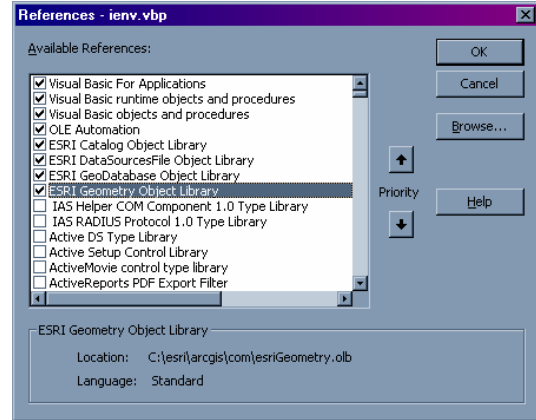 References - ienv.vbp
Available References:
OK
Cancel
Browse...
Help
Visual Basic For Applications
Visual Basic runtime objects and procedures
Visual Basic objects and procedures
OLE Automation
ESRI Catalog Object Library
ESRI DataSourcesFile Object Library
ESRI GeoDatabase Object Library
ESRI Geometry Object Library
IAS Helper COM Component 1.0 Type Library
IAS RADIUS Protocol 1.0 Type Library
Active DS Type Library
Active Setup Control Library
ActiveMovie control type library
ActiveReports PDF Export Filter
Priority
ESRI Geometry Object Library
Location: C:\esri\arcgis\com\esriGeometry.olb
Language: Standard